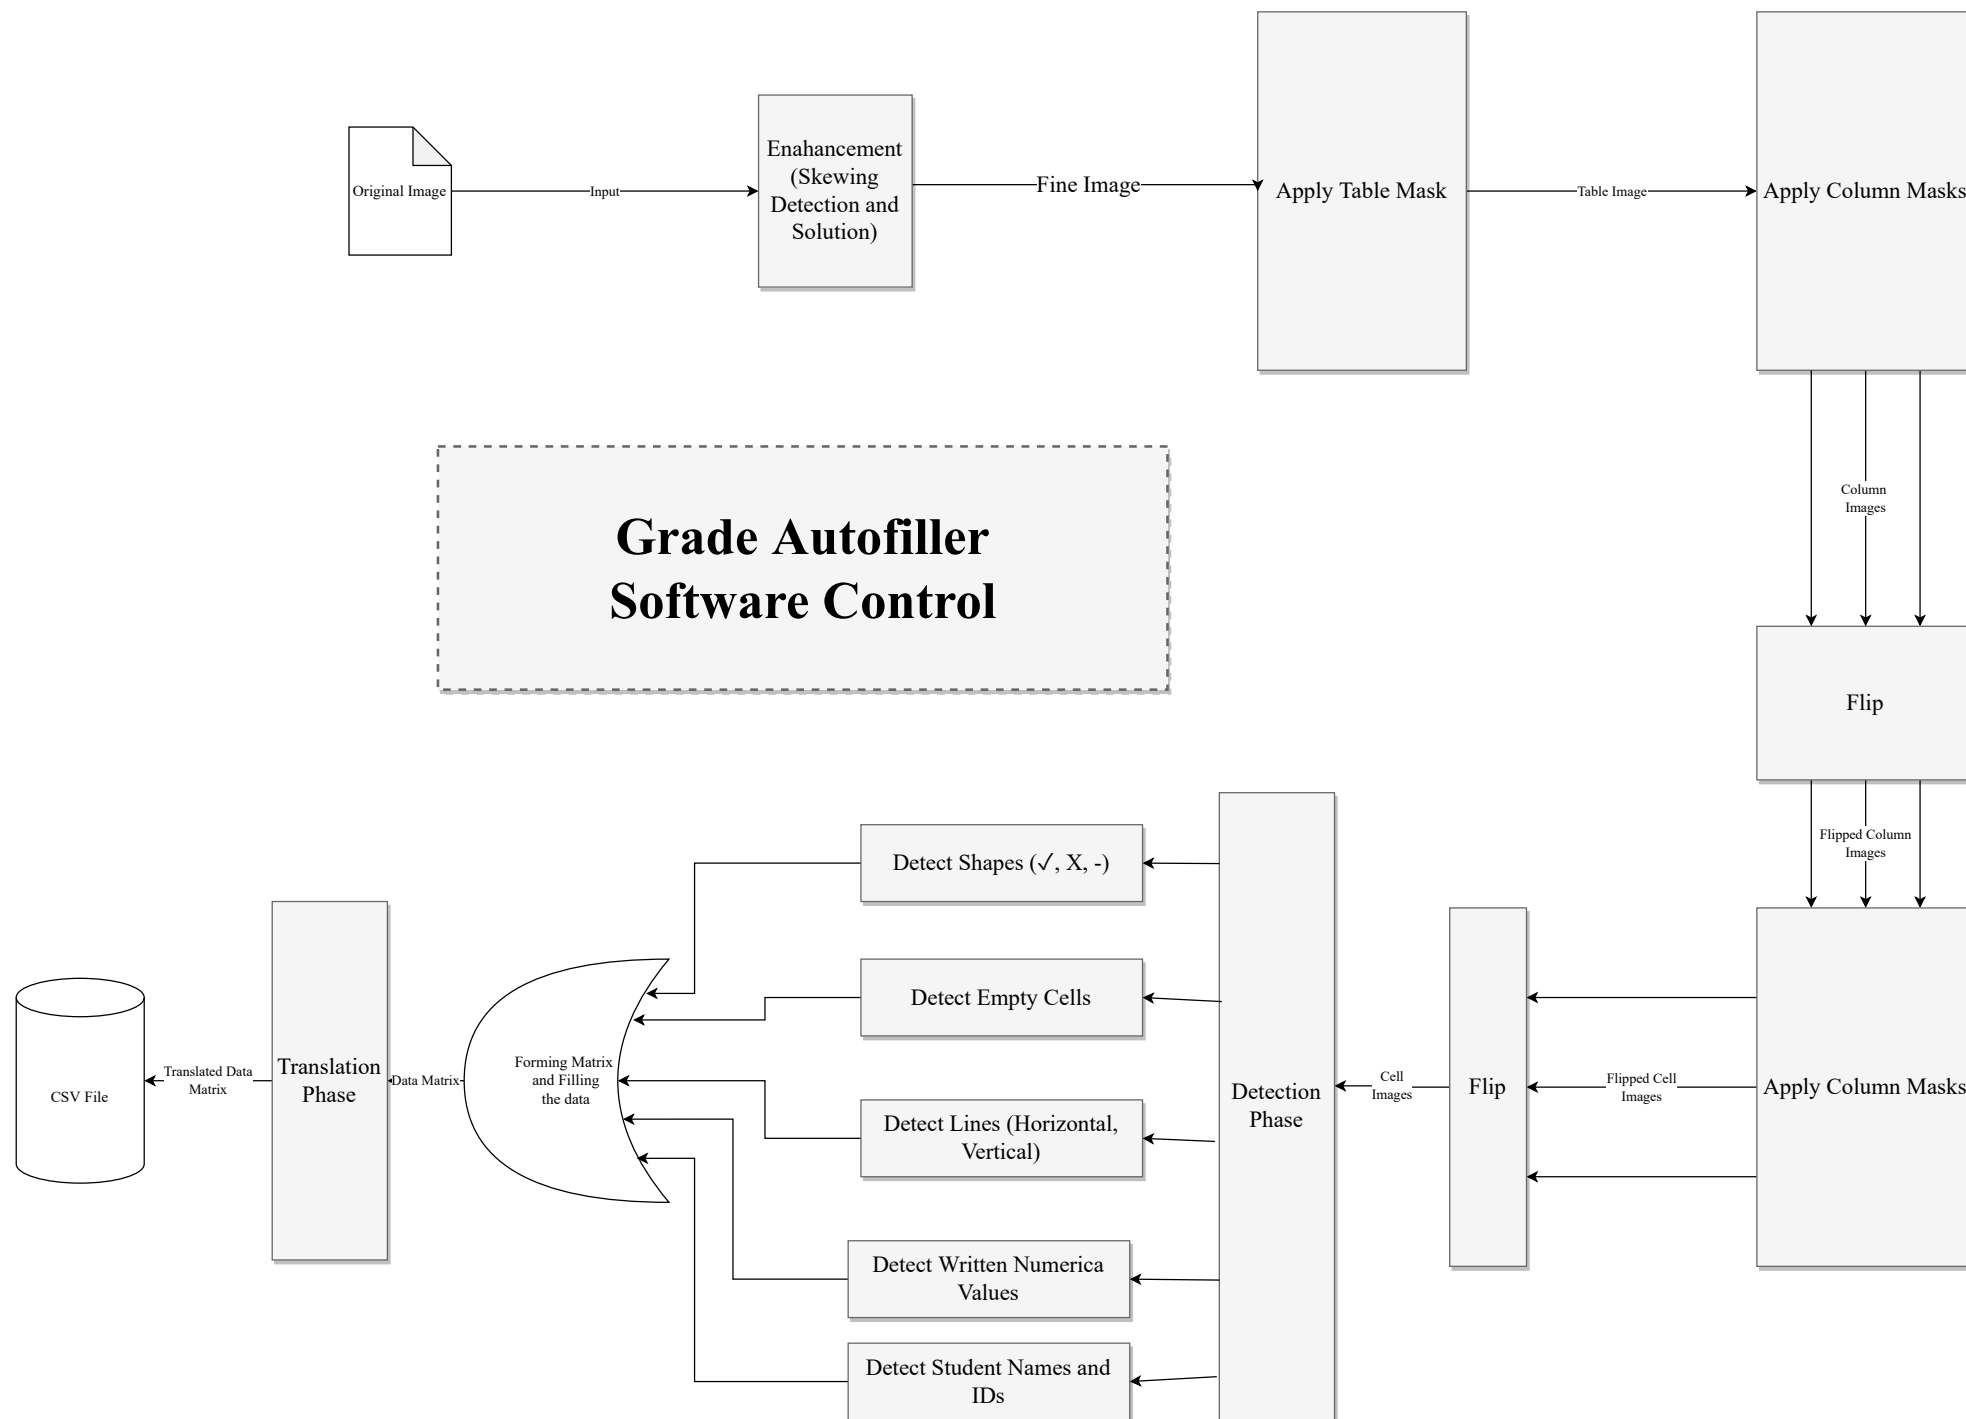 Original Image
Input
Enahancement
(Skewing
Detection and
Solution)
Fine Image
Apply Table Mask
Table Image
Apply Column Masks
Column
Images
Grade Autofiller
Software Control
Flip
Flipped Column
Images
Apply Column Masks
Flipped Cell
Images
Flip
Cell
Images
Detection
Phase
Detect Shapes (✓, X, -)
Detect Empty Cells
Detect Lines (Horizontal,
Vertical)
Detect Written Numerica
Values
Detect Student Names and
IDs
Forming Matrix
and Filling
the data
Data Matrix
Translation
Phase
Translated Data
Matrix
CSV File